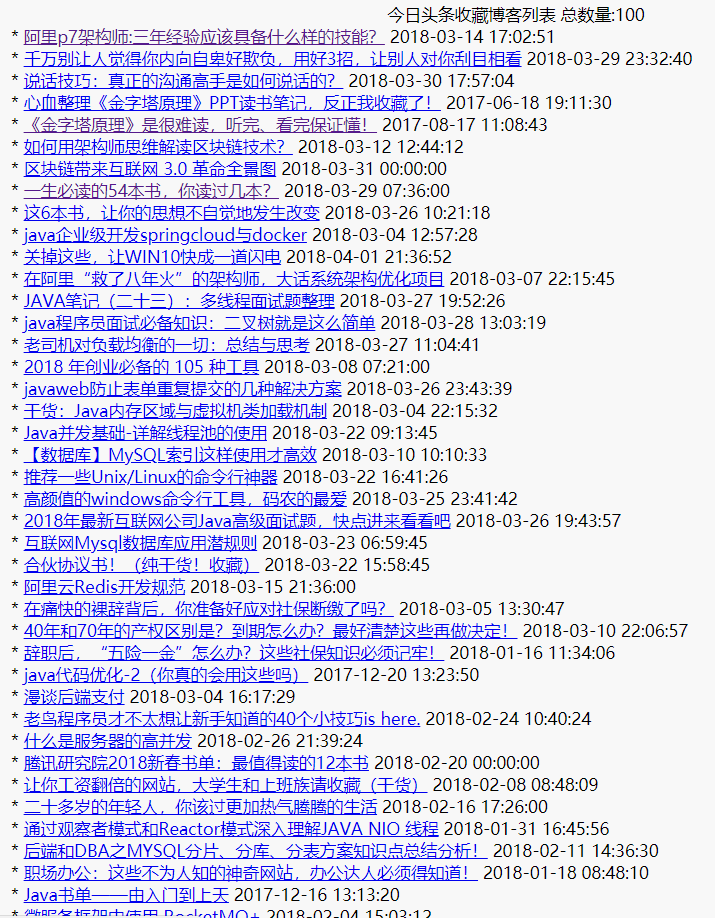 今日头条收藏博客列表 总数量:100
* 阿里p7架构师:三年经验应该具备什么样的技能？ 2018-03-14 17:02:51
* 千万别让人觉得你内向自卑好欺负，用好3招，让别人对你刮目相看 2018-03-29 23:32:40
* 说话技巧：真正的沟通高手是如何说话的？ 2018-03-30 17:57:04
* 心血整理《金字塔原理》PPT读书笔记，反正我收藏了！ 2017-06-18 19:11:30
* 《金字塔原理》是很难读，听完、看完保证懂！ 2017-08-17 11:08:43
* 如何用架构师思维解读区块链技术？ 2018-03-12 12:44:12
* 区块链带来互联网 3.0 革命全景图 2018-03-31 00:00:00
* 一生必读的54本书，你读过几本？ 2018-03-29 07:36:00
* 这6本书，让你的思想不自觉地发生改变 2018-03-26 10:21:18
* java企业级开发springcloud与docker 2018-03-04 12:57:28
* 关掉这些，让WIN10快成一道闪电 2018-04-01 21:36:52
* 在阿里“救了八年火”的架构师，大话系统架构优化项目 2018-03-07 22:15:45
* JAVA笔记（二十三）：多线程面试题整理 2018-03-27 19:52:26
* java程序员面试必备知识：二叉树就是这么简单 2018-03-28 13:03:19
* 老司机对负载均衡的一切：总结与思考 2018-03-27 11:04:41
* 2018 年创业必备的 105 种工具 2018-03-08 07:21:00
* javaweb防止表单重复提交的几种解决方案 2018-03-26 23:43:39
* 干货：Java内存区域与虚拟机类加载机制 2018-03-04 22:15:32
* Java并发基础-详解线程池的使用 2018-03-22 09:13:45
* 【数据库】MySQL索引这样使用才高效 2018-03-10 10:10:33
* 推荐一些Unix/Linux的命令行神器 2018-03-22 16:41:26
* 高颜值的windows命令行工具，码农的最爱 2018-03-25 23:41:42
* 2018年最新互联网公司Java高级面试题，快点进来看看吧 2018-03-26 19:43:57
* 互联网Mysql数据库应用潜规则 2018-03-23 06:59:45
* 合伙协议书！（纯干货！收藏） 2018-03-22 15:58:45
* 阿里云Redis开发规范 2018-03-15 21:36:00
* 在痛快的裸辞背后，你准备好应对社保断缴了吗？ 2018-03-05 13:30:47
* 40年和70年的产权区别是？到期怎么办？最好清楚这些再做决定！ 2018-03-10 22:06:57
* 辞职后，“五险一金”怎么办？这些社保知识必须记牢！ 2018-01-16 11:34:06
* java代码优化-2（你真的会用这些吗） 2017-12-20 13:23:50
* 漫谈后端支付 2018-03-04 16:17:29
* 老鸟程序员才不太想让新手知道的40个小技巧is here. 2018-02-24 10:40:24
* 什么是服务器的高并发 2018-02-26 21:39:24
* 腾讯研究院2018新春书单：最值得读的12本书 2018-02-20 00:00:00
* 让你工资翻倍的网站，大学生和上班族请收藏（干货） 2018-02-08 08:48:09
* 二十多岁的年轻人，你该过更加热气腾腾的生活 2018-02-16 17:26:00
* 通过观察者模式和Reactor模式深入理解JAVA NIO 线程 2018-01-31 16:45:56
* 后端和DBA之MYSQL分片、分库、分表方案知识点总结分析！ 2018-02-11 14:36:30
* 职场办公：这些不为人知的神奇网站，办公达人必须得知道！ 2018-01-18 08:48:10
* Java书单——由入门到上天 2017-12-16 13:13:20
* 微服务框架中使用 RocketMQ+ 2018-02-04 15:03:12